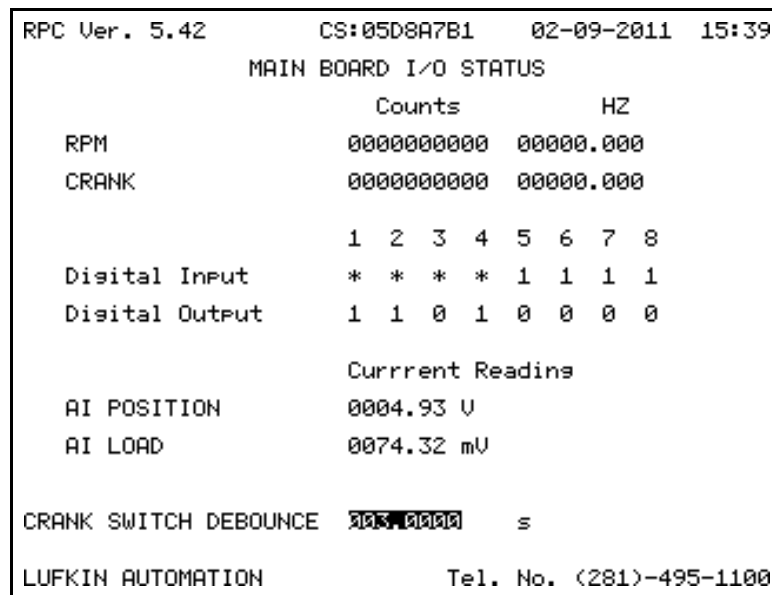 RPC Ver. 5.42 CS:05D8A7B1 02-09-2011 15:39
MAIN BOARD I/O STATUS
Counts HZ
RPM 0000000000 00000.000
CRANK 0000000000 00000.000
1 2 3 4 5 6 7 8
Digital Input * * * * 1 1 1 1
Digital Output 1 1 0 1 0 0 0 0
Currrent Reading
AI POSITION 0004.93 V
AI LOAD 0074.32 mV
CRANK SWITCH DEBOUNCE 003.0000 s
LUFKIN AUTOMATION Tel. No. (281)-495-1100